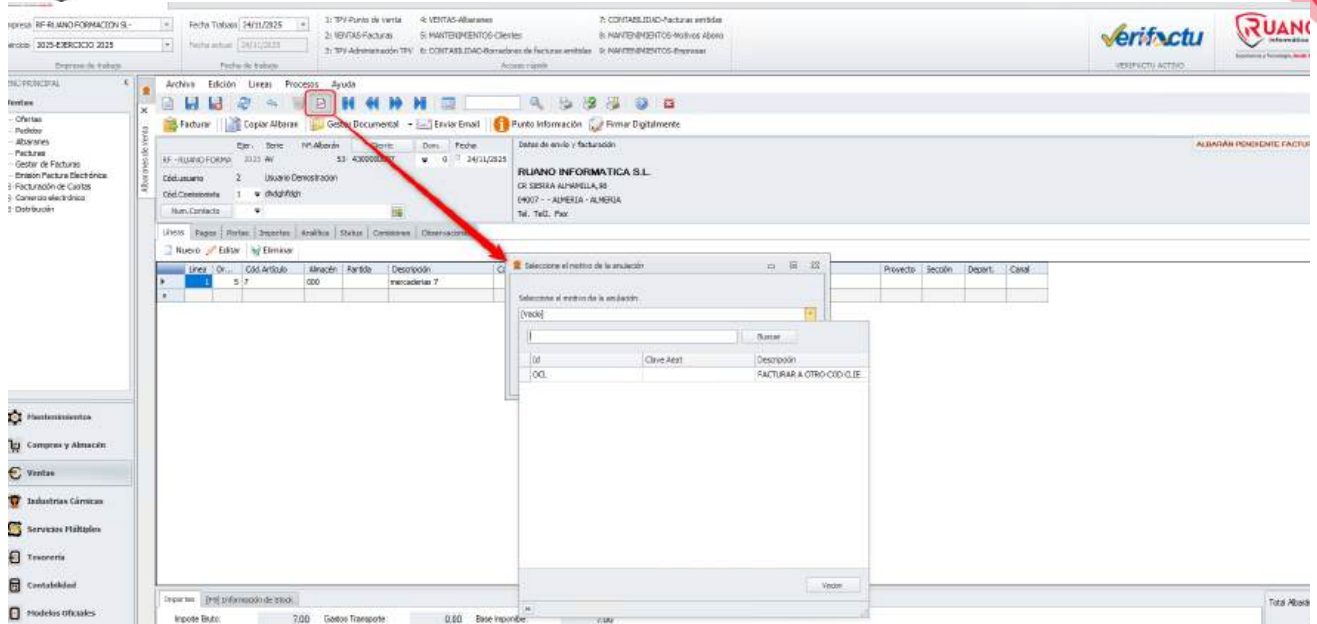 Empresa RF-RUANO FORMACION SL-
Fecha Trabajo 24/11/2025
1: TPV-Punto de Venta
4: VENTAS-Albaranes
7: CONTABILIDAD-Facturas emitidas
2: VENTAS-Facturas
5: MANTENIMIENTOS-Clientes
8: MANTENIMIENTOS-Motivos Abono
Ejercicio 2025-EJERCICIO 2025
Fecha actual 24/11/2025
3: TPV-Administración TPV
6: CONTABILIDAD-Borradores de facturas emitidas
9: MANTENIMIENTOS-Empresas
Empresa de trabajo
Fecha de trabajo
Acceso rápido
Verifactu
VERIFACTU ACTIVO
RUANO
Informática
MENÚ PRINCIPAL
Ventas
Ofertas
Pedidos
Albaranes
Facturas
Gestor de Facturas
Emisión Factura Electrónica
Facturación de Cuotas
Comercio electrónico
Distribución
Mantenimientos
Compras y Almacén
Ventas
Industrias Cárnicas
Servicios Múltiples
Tesorería
Contabilidad
Modelos Oficiales
Albaranes de Venta
Archivo Edición Lineas Procesos Ayuda
Facturar Copiar Albaran Gestor Documental Enviar Email Punto Información Firmar Digitalmente
Ejer. Serie Nº.Albarán Cliente Dom. Fecha
RF -RUANO FORMA 2025 AV 53 0 24/11/2025
Cód.usuario 2 Usuario Demostracion
Cód.Comisionista 1
Num.Contacto
Datos de envío y facturación
RUANO INFORMATICA S.L.
CR SIERRA ALHAMILLA,98
04007 - - ALMERIA - ALMERIA
Tel. Tel2. Fax
ALBARÁN PENDIENTE FACTU
Líneas Pagos Portes Importes Analítica Status Comisiones Observaciones
Nuevo Editar Eliminar
Línea Or... Cód.Artículo Almacén Partida Descripción
Proyecto Sección Depart. Canal
1 5 7 000 mercaderias 7
Seleccione el motivo de la anulación
Seleccione el motivo de la anulación
[Vacío]
Buscar
Id Clave Aext Descripción
OCL FACTURAR A OTRO COD CLIE
Vaciar
Importes [F9] Información de Stock
Importe Bruto: 7,00 Gastos Transporte: 0,00 Base imponible: 7,00
Total Albarán